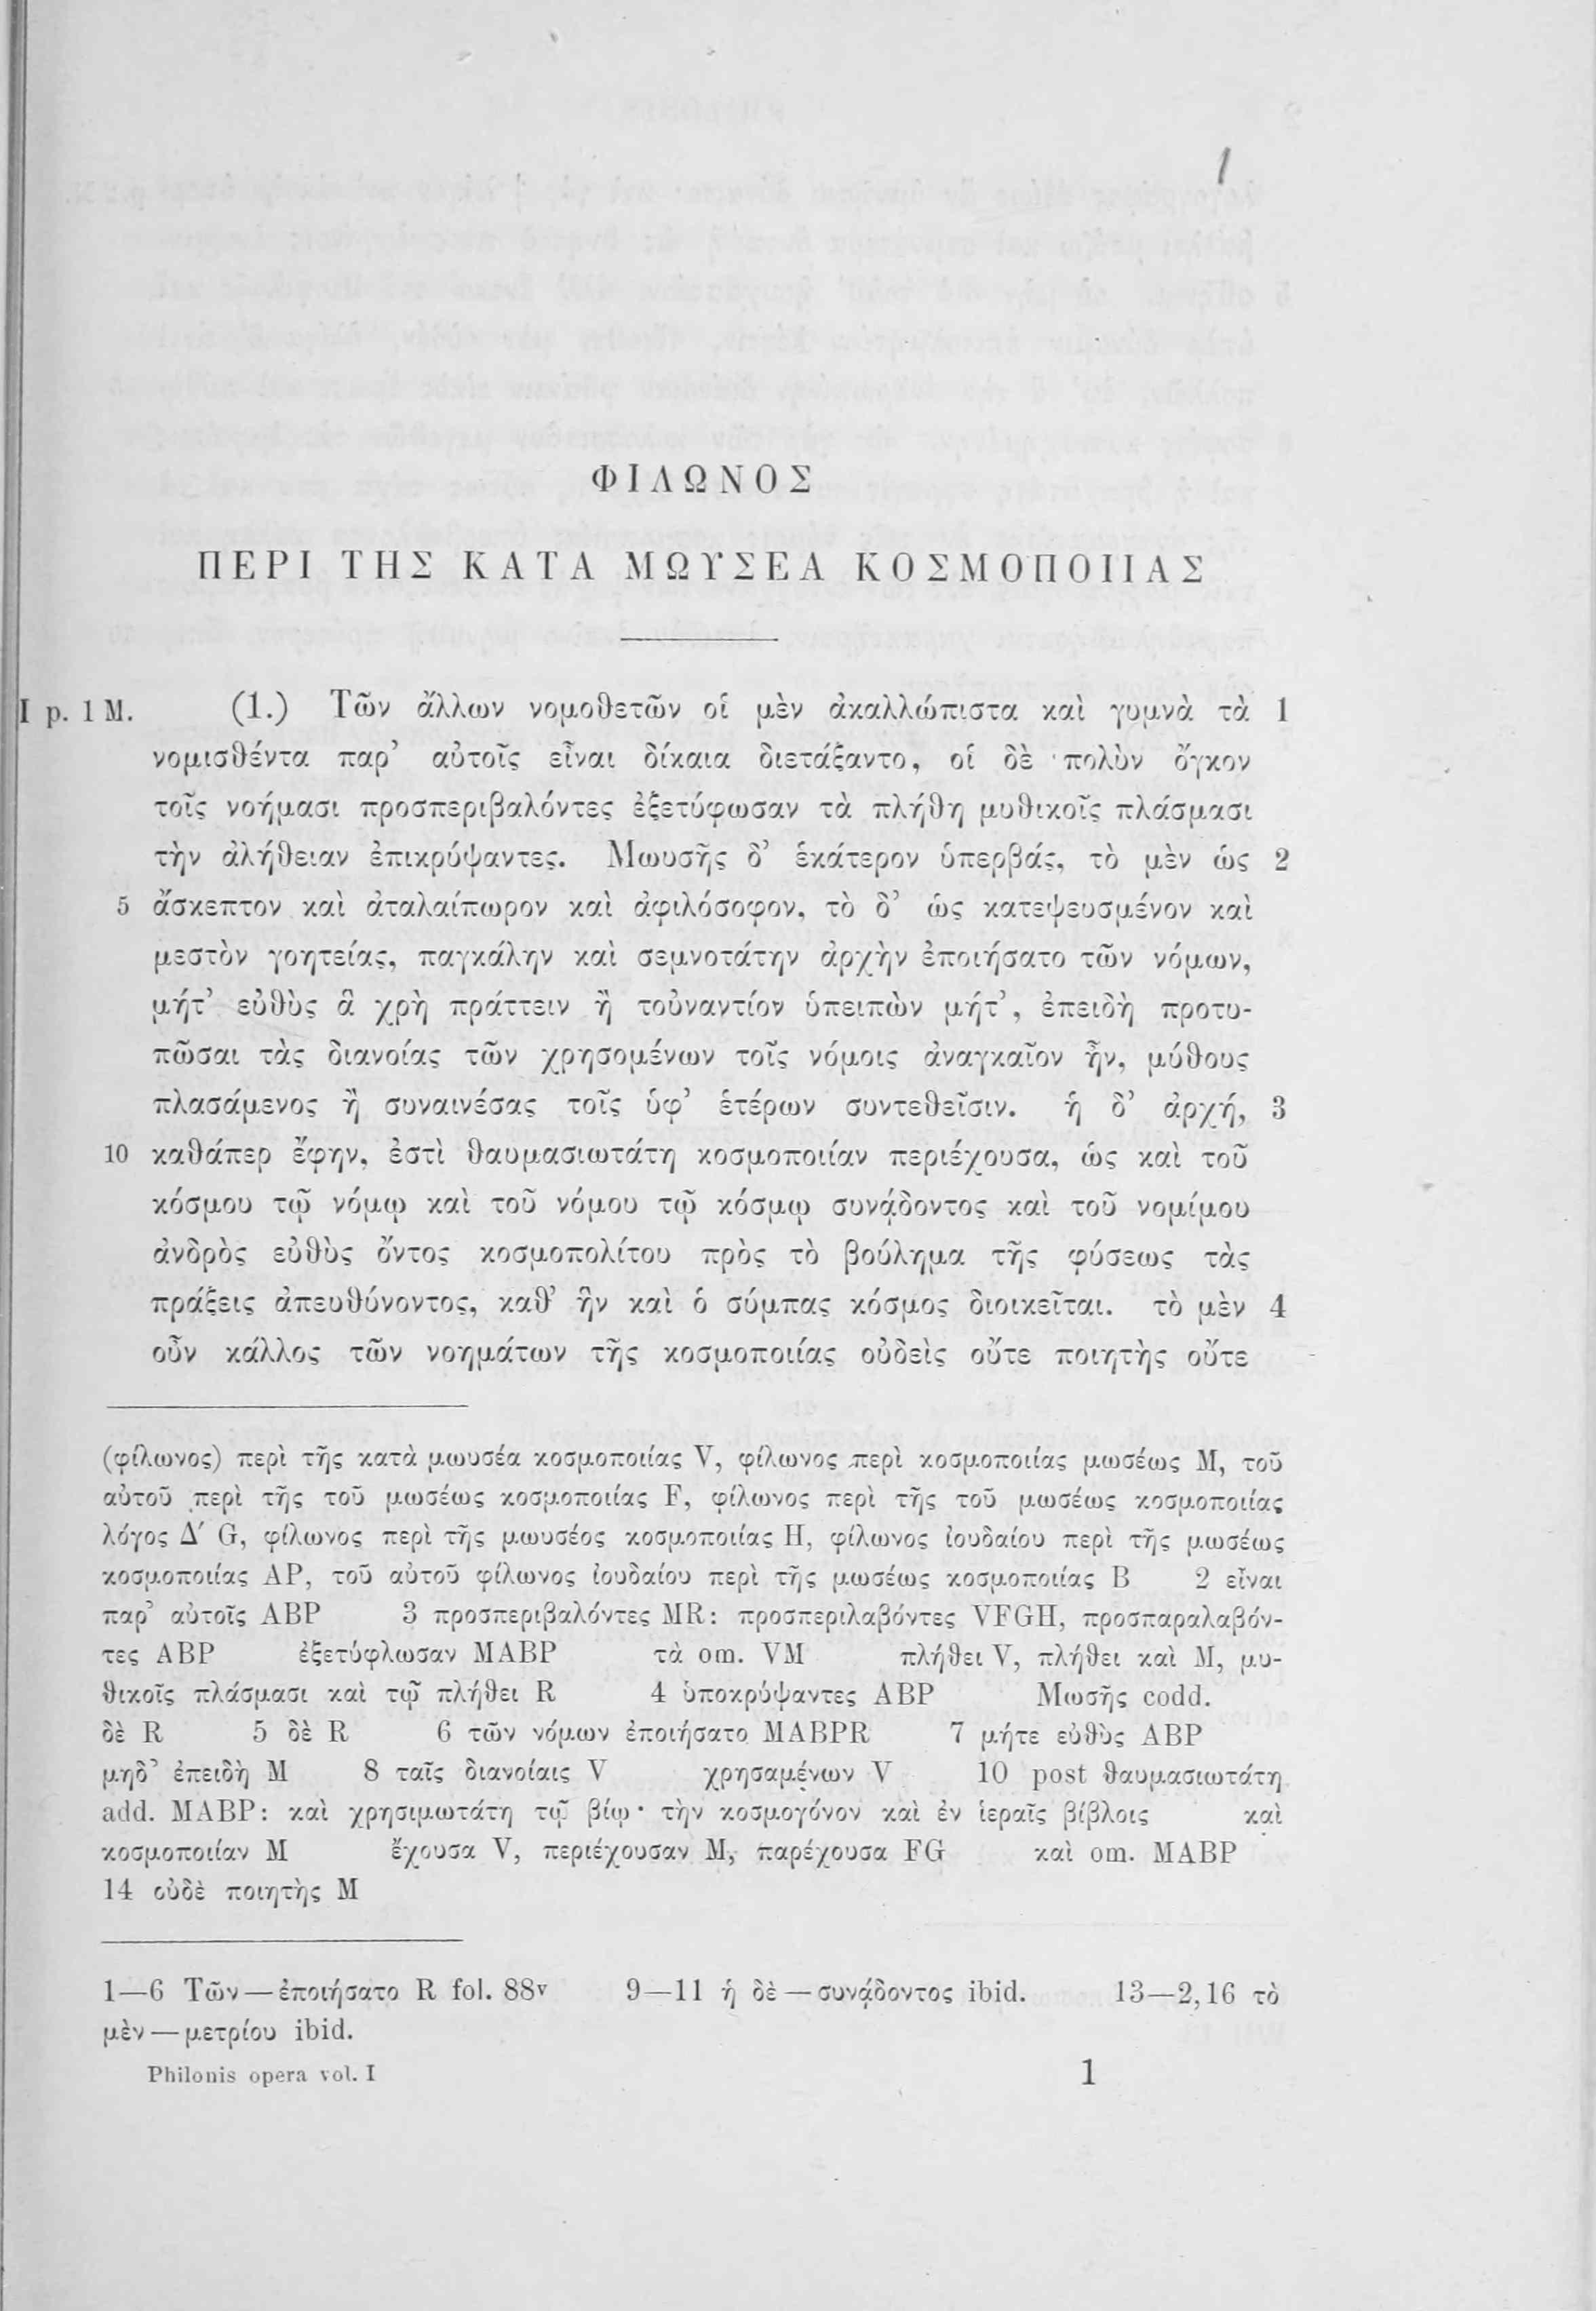 1
ΦΙΛΩΝΟΣ
ΠΕΡΙ ΤΗΣ ΚΑΤΑ ΜΩΥΣΕΑ ΚΟΣΜΟΠΟΙΙΑΣ
I p. 1 M. (1.) Τῶν ἄλλων νομοθετῶν οἱ μὲν ἀκαλλώπιστα καὶ γυμνὰ τὰ 1
νομισθέντα παρ’ αὐτοῖς εἶναι δίκαια διετάξαντο, οἱ δὲ πολὺν ὄγκον
τοῖς νοήμασι προσπεριβαλόντες ἐξετύφωσαν τὰ πλήθη μυθικοῖς πλάσμασι
τὴν ἀλήθειαν ἐπικρύψαντες. Μωυσῆς δ’ ἑκάτερον ὑπερβάς, τὸ μὲν ὡς 2
5 ἄσκεπτον καὶ ἀταλαίπωρον καὶ ἀφιλόσοφον, τὸ δ’ ὡς κατεψευσμένον καὶ
μεστὸν γοητείας, παγκάλην καὶ σεμνοτάτην ἀρχὴν ἐποιήσατο τῶν νόμων,
μήτ’ εὐθὺς ἃ χρὴ πράττειν ἢ τοὐναντίον ὑπειπὼν μήτ’, ἐπειδὴ προτυ-
πῶσαι τὰς διανοίας τῶν χρησομένων τοῖς νόμοις ἀναγκαῖον ἦν, μύθους
πλασάμενος ἢ συναινέσας τοῖς ὑφ’ ἑτέρων συντεθεῖσιν. ἡ δ’ ἀρχή, 3
10 καθάπερ ἔφην, ἐστὶ θαυμασιωτάτη κοσμοποιίαν περιέχουσα, ὡς καὶ τοῦ
κόσμου τῷ νόμῳ καὶ τοῦ νόμου τῷ κόσμῳ συνᾴδοντος καὶ τοῦ νομίμου
ἀνδρὸς εὐθὺς ὄντος κοσμοπολίτου πρὸς τὸ βούλημα τῆς φύσεως τὰς
πράξεις ἀπευθύνοντος, καθ’ ἣν καὶ ὁ σύμπας κόσμος διοικεῖται. τὸ μὲν 4
οὖν κάλλος τῶν νοημάτων τῆς κοσμοποιίας οὐδεὶς οὔτε ποιητὴς οὔτε
(φίλωνος) περὶ τῆς κατὰ μωυσέα κοσμοποιίας V, φίλωνος περὶ κοσμοποιίας μωσέως M, τοῦ
αὐτοῦ περὶ τῆς τοῦ μωσέως κοσμοποιίας F, φίλωνος περὶ τῆς τοῦ μωσέως κοσμοποιίας
λόγος Δ′ G, φίλωνος περὶ τῆς μωυσέος κοσμοποιίας H, φίλωνος ἰουδαίου περὶ τῆς μωσέως
κοσμοποιίας AP, τοῦ αὐτοῦ φίλωνος ἰουδαίου περὶ τῆς μωσέως κοσμοποιίας B 2 εἶναι
παρ’ αὐτοῖς ABP 3 προσπεριβαλόντες MR: προσπεριλαβόντες VFGH, προσπαραλαβόν-
τες ABP ἐξετύφλωσαν MABP τὰ om. VM πλήθει V, πλήθει καὶ M, μυ-
θικοῖς πλάσμασι καὶ τῷ πλήθει R 4 ὑποκρύψαντες ABP Μωσῆς codd.
δὲ R 5 δὲ R 6 τῶν νόμων ἐποιήσατο MABPR 7 μήτε εὐθὺς ABP
μηδ’ ἐπειδὴ M 8 ταῖς διανοίαις V χρησαμένων V 10 post θαυμασιωτάτη
add. MABP: καὶ χρησιμωτάτη τῷ βίῳ· τὴν κοσμογόνον καὶ ἐν ἱεραῖς βίβλοις καὶ
κοσμοποιίαν M ἔχουσα V, περιέχουσαν M, παρέχουσα FG καὶ om. MABP
14 οὐδὲ ποιητὴς M
1—6 Τῶν — ἐποιήσατο R fol. 88v 9—11 ἡ δὲ — συνᾴδοντος ibid. 13—2,16 τὸ
μὲν — μετρίου ibid.
Philonis opera vol. I 1